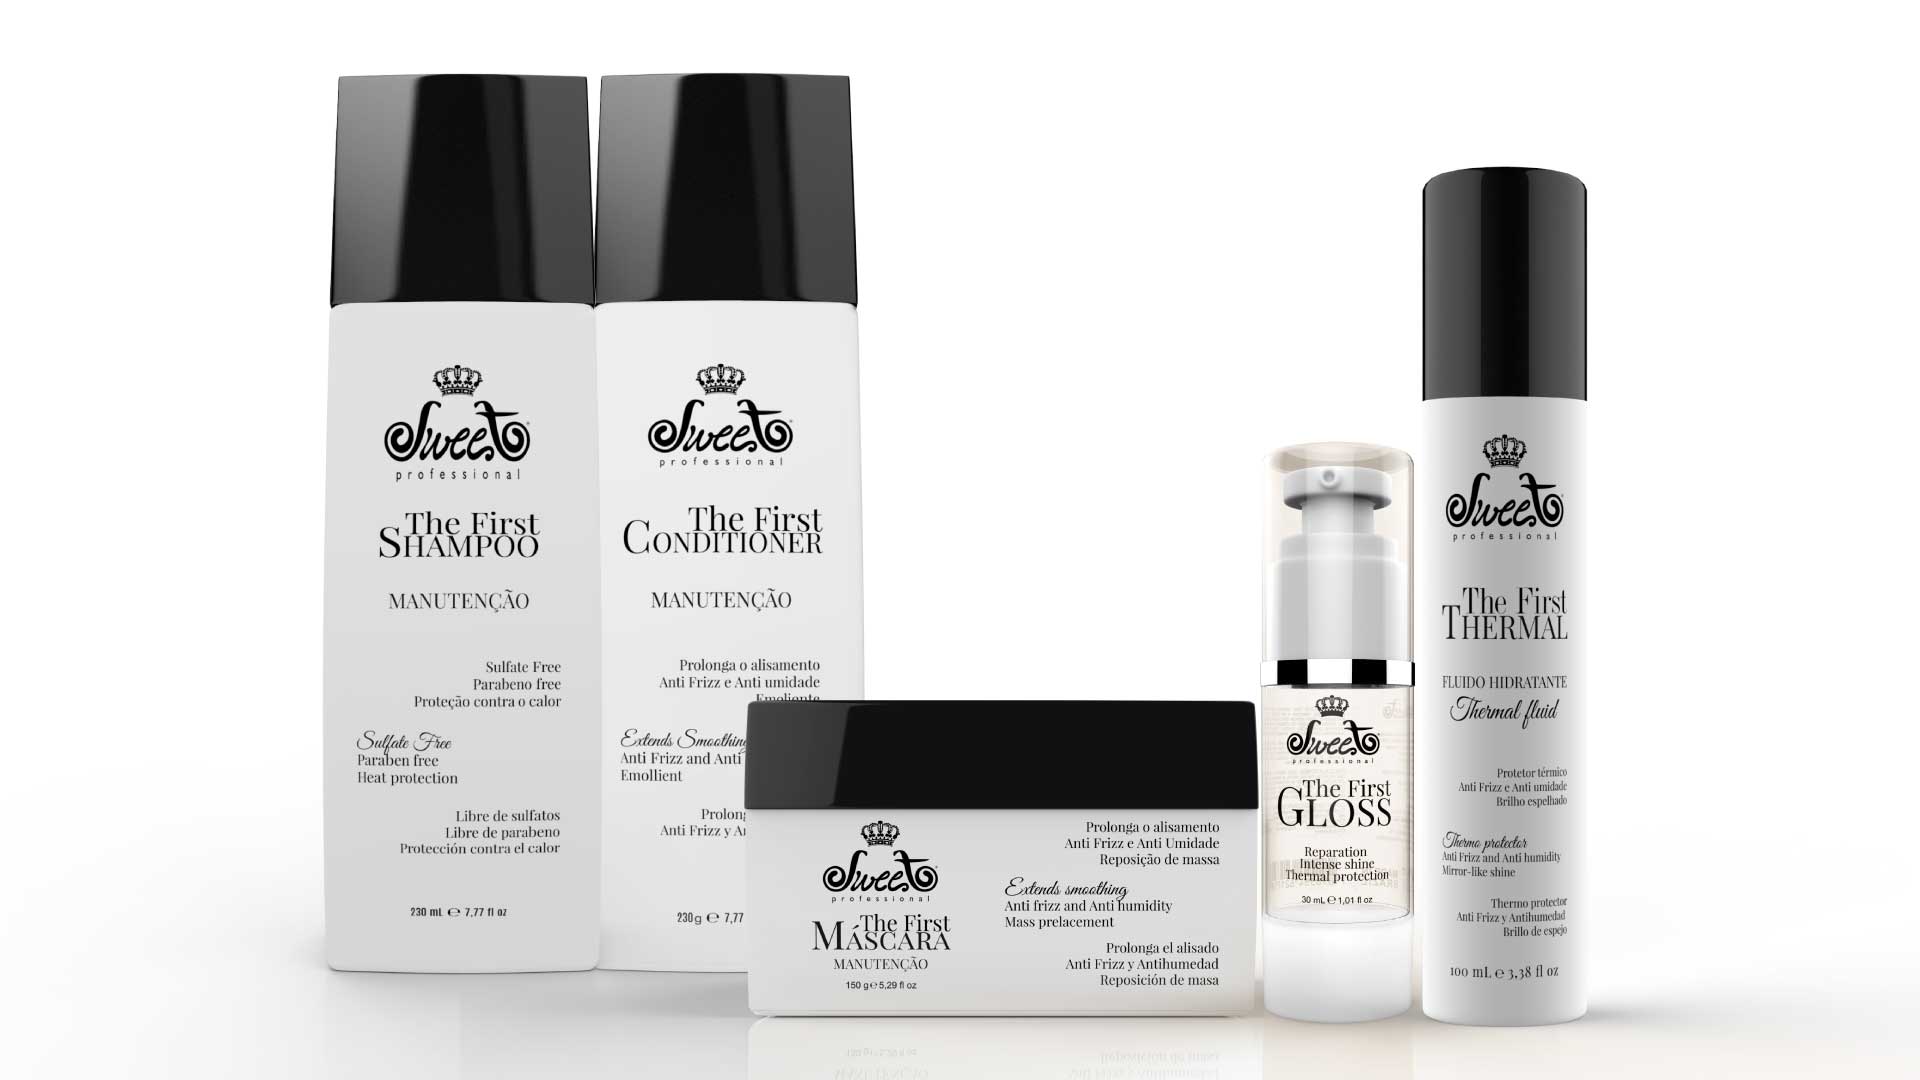 Sweet
professional
The First
SHAMPOO
MANUTENÇÃO
Sulfate Free
Parabeno free
Proteção contra o calor
Sulfate Free
Paraben free
Heat protection
Libre de sulfatos
Libre de parabeno
Protección contra el calor
230 mL ℮ 7,77 fl oz
Sweet
professional
The First
CONDITIONER
MANUTENÇÃO
Prolonga o alisamento
Anti Frizz e Anti umidade
Emoliente
Extends Smoothing
Anti Frizz and Anti
Emollient
Prolong
Anti Frizz y A
230g ℮ 7,77
Sweet
professional
The First
MÁSCARA
MANUTENÇÃO
150 g ℮ 5,29 fl oz
Prolonga o alisamento
Anti Frizz e Anti Umidade
Reposição de massa
Extends smoothing
Anti frizz and Anti humidity
Mass prelacement
Prolonga el alisado
Anti Frizz y Antihumedad
Reposición de masa
Sweet
professional
The First
GLOSS
Reparation
Intense shine
Thermal protection
30 mL ℮ 1,01 fl oz
Sweet
professional
The First
THERMAL
FLUIDO HIDRATANTE
Thermal fluid
Protetor térmico
Anti Frizz e Anti umidade
Brilho espelhado
Thermo protector
Anti Frizz and Anti humidity
Mirror-like shine
Thermo protector
Anti Frizz y Antihumedad
Brillo de espejo
100 mL ℮ 3,38 fl oz